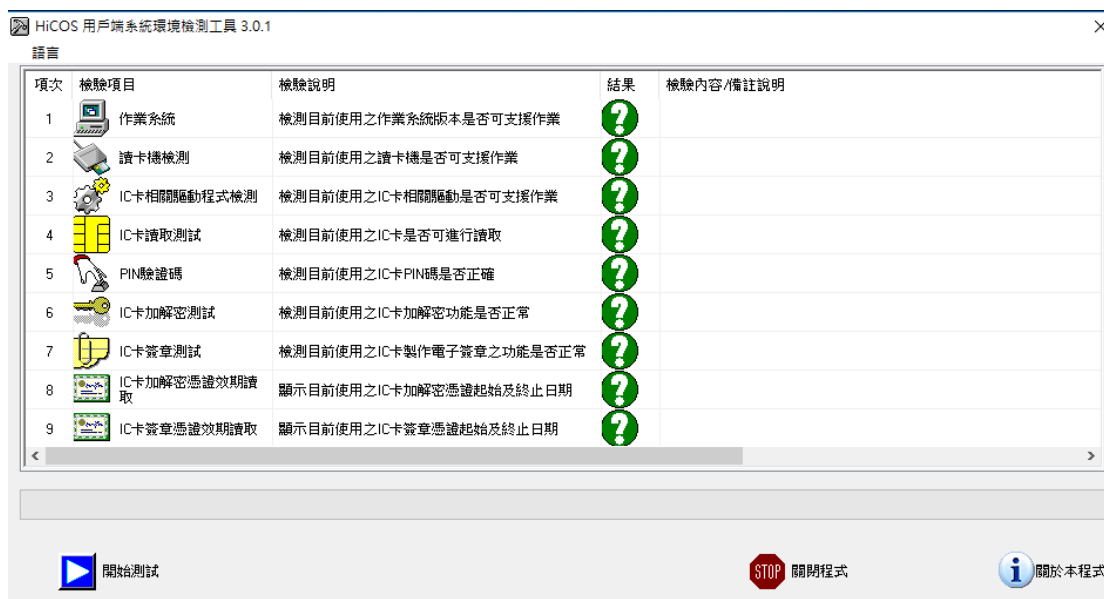 HiCOS 用戶端系統環境檢測工具 3.0.1
語言
項次 檢驗項目 檢驗說明 結果 檢驗內容/備註說明
1 作業系統 檢測目前使用之作業系統版本是否可支援作業
2 讀卡機檢測 檢測目前使用之讀卡機是否可支援作業
3 IC卡相關驅動程式檢測 檢測目前使用之IC卡相關驅動是否可支援作業
4 IC卡讀取測試 檢測目前使用之IC卡是否可進行讀取
5 PIN驗證碼 檢測目前使用之IC卡PIN碼是否正確
6 IC卡加解密測試 檢測目前使用之IC卡加解密功能是否正常
7 IC卡簽章測試 檢測目前使用之IC卡製作電子簽章之功能是否正常
8 IC卡加解密憑證效期讀
取 顯示目前使用之IC卡加解密憑證起始及終止日期
9 IC卡簽章憑證效期讀取 顯示目前使用之IC卡簽章憑證起始及終止日期
開始測試 STOP 關閉程式 關於本程式